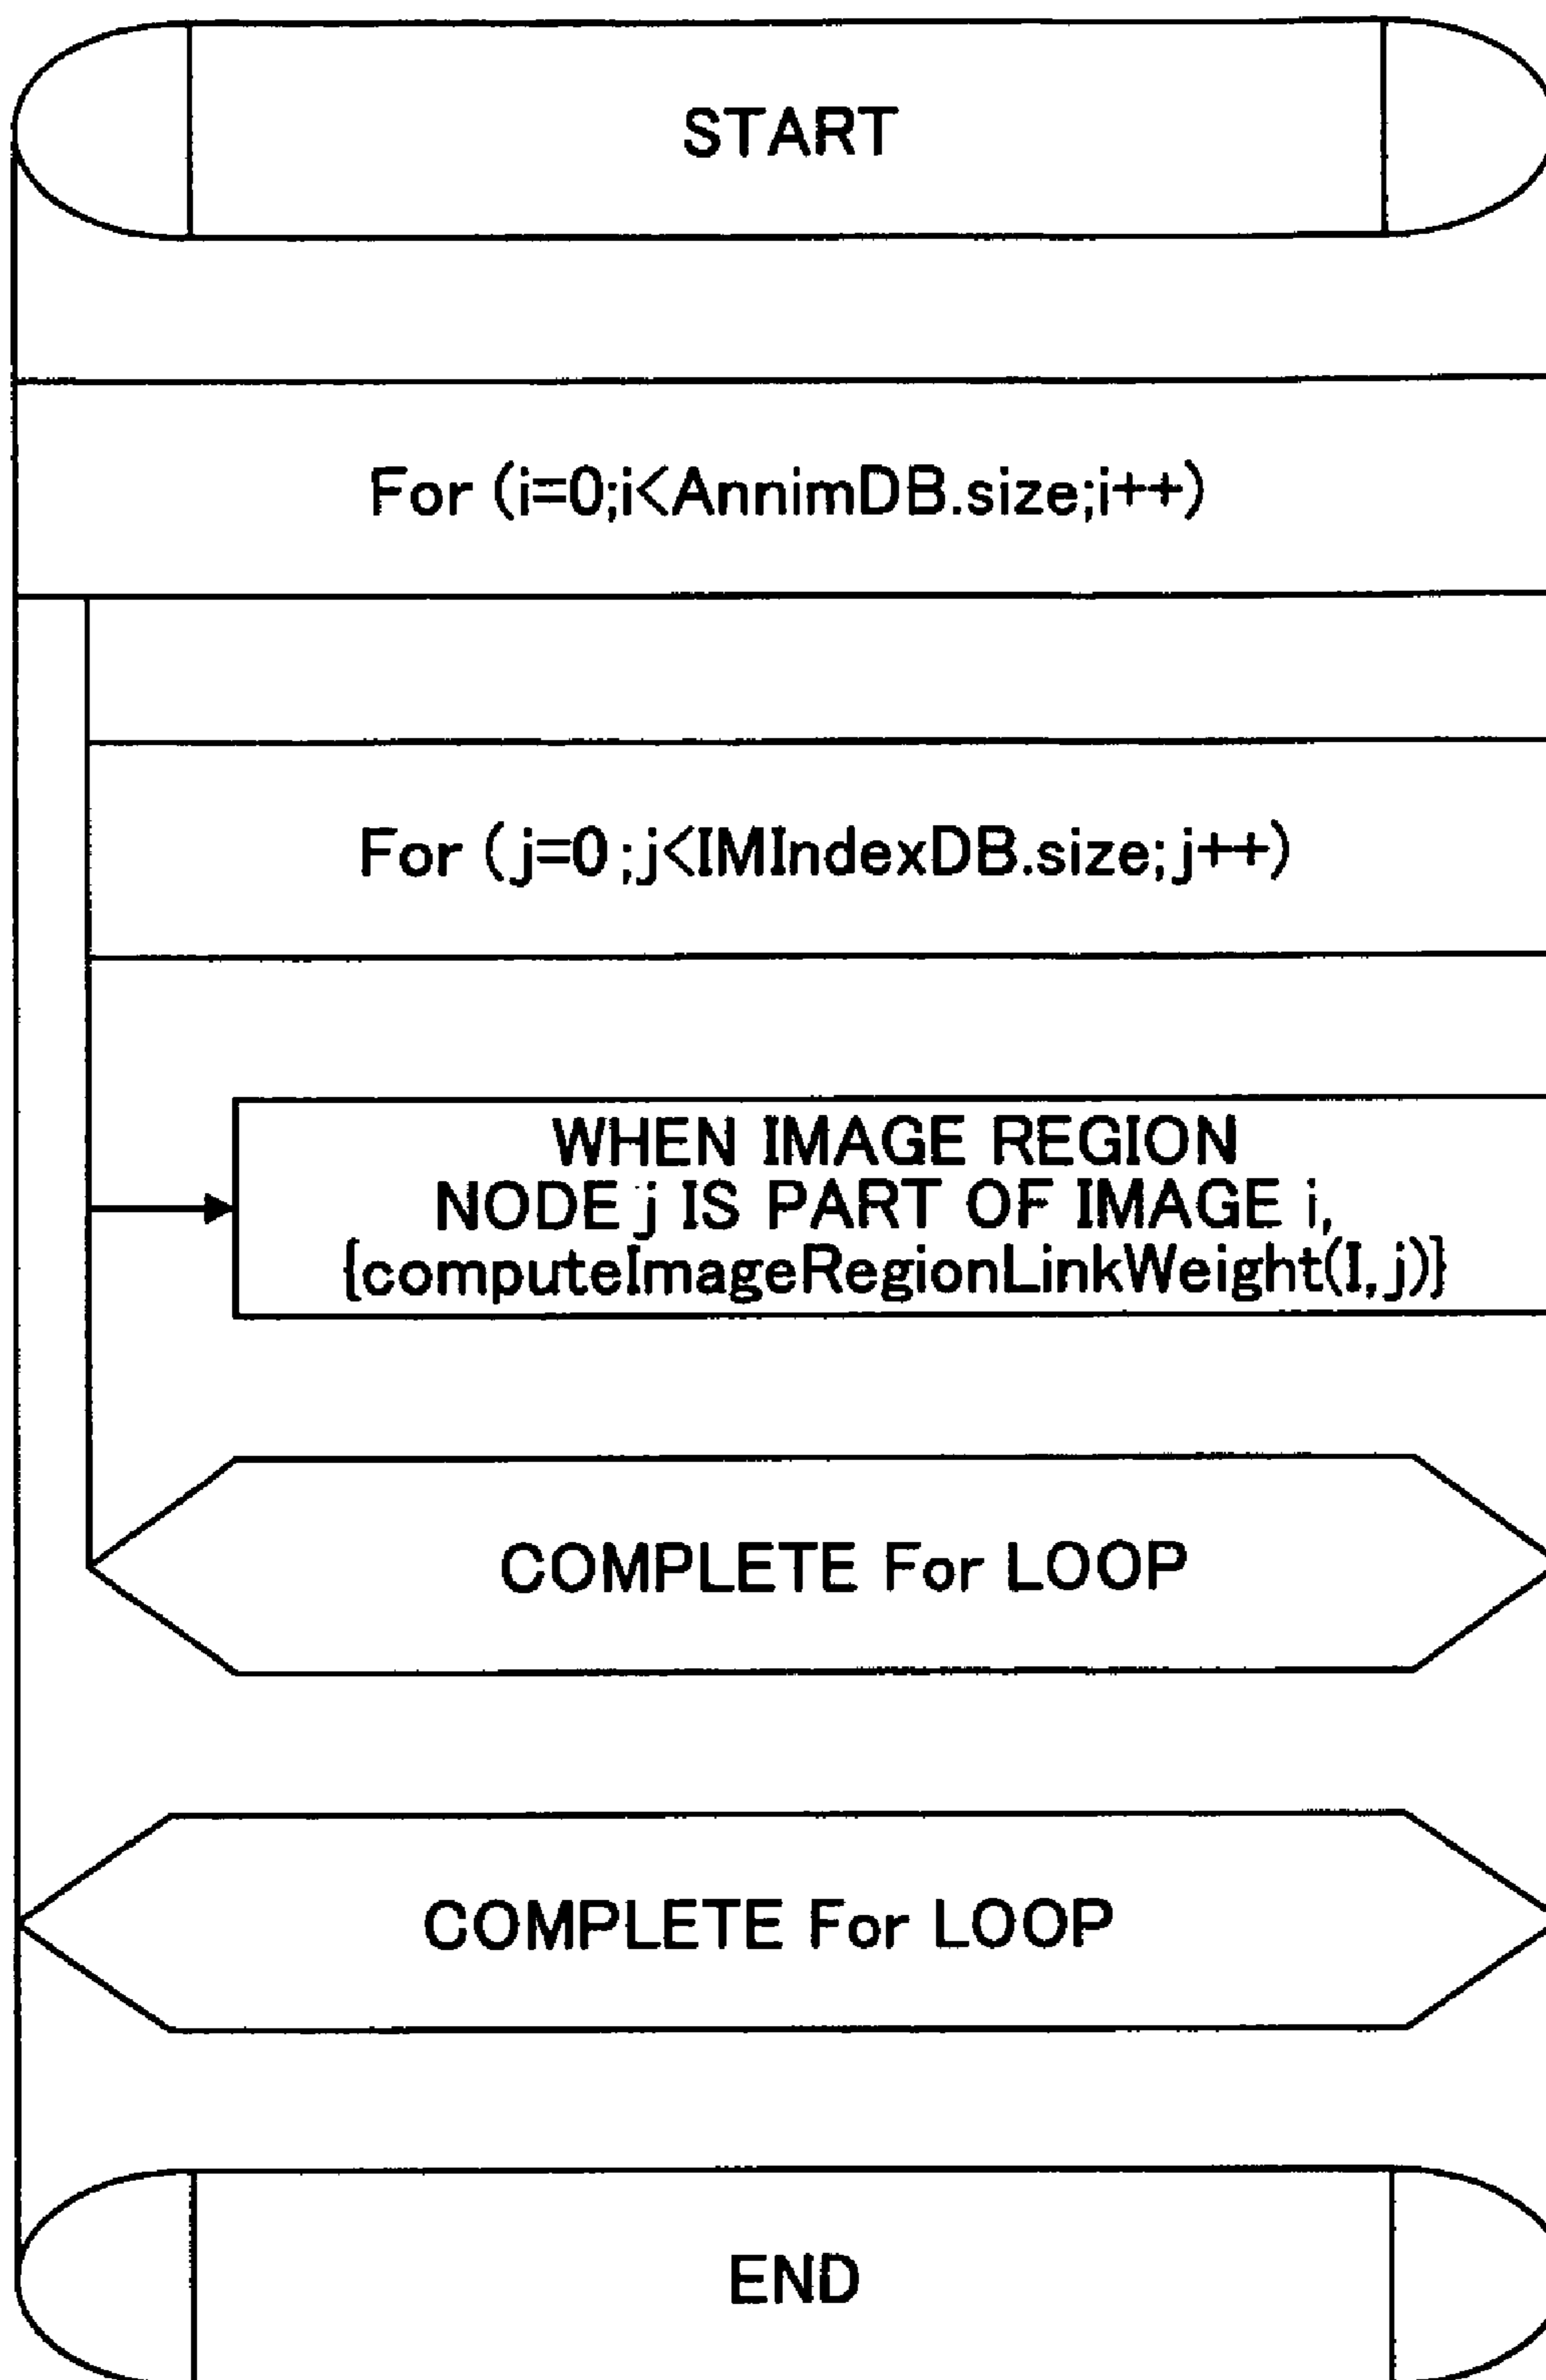 START
For (i=0;i<AnnimDB.size;i++)
For (j=0;j<IMIndexDB.size;j++)
WHEN IMAGE REGION
NODE j IS PART OF IMAGE i,
{computeImageRegionLinkWeight(I,j)}
COMPLETE For LOOP
COMPLETE For LOOP
END